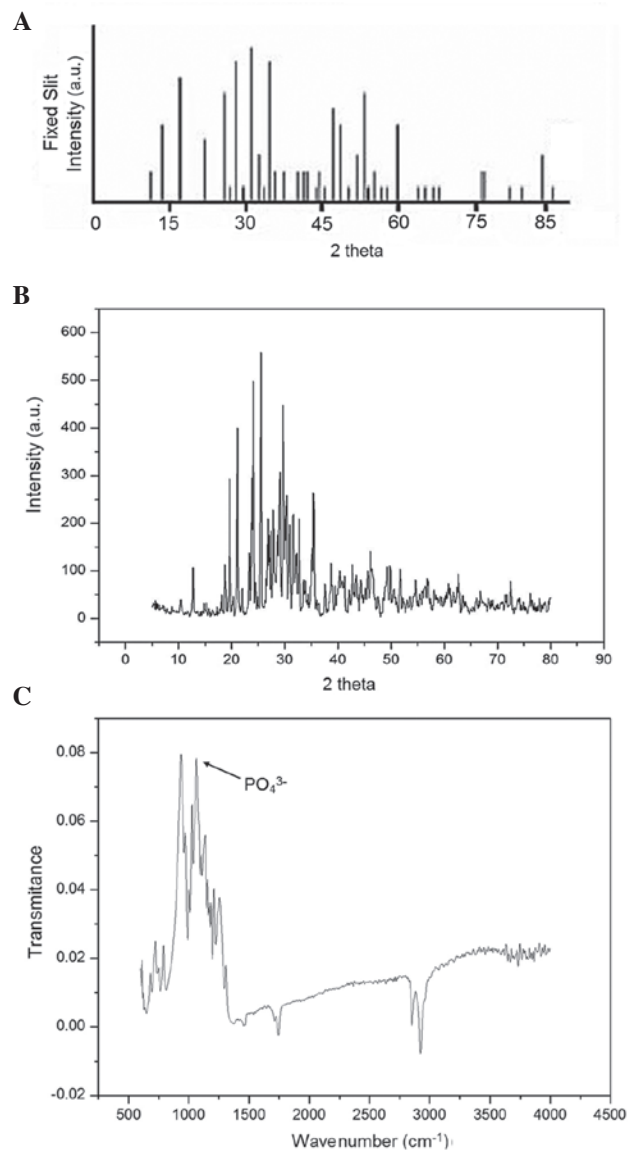 A
Fixed Slit
Intensity (a.u.)
0 15 30 45 60 75 85
2 theta
B
600
500
400
300
200
100
0
Intensity (a.u.)
0 10 20 30 40 50 60 70 80 90
2 theta
C
0.08
0.06
0.04
0.02
0.00
-0.02
Transmitance
PO₄³⁻
500 1000 1500 2000 2500 3000 3500 4000 4500
Wavenumber (cm⁻¹)